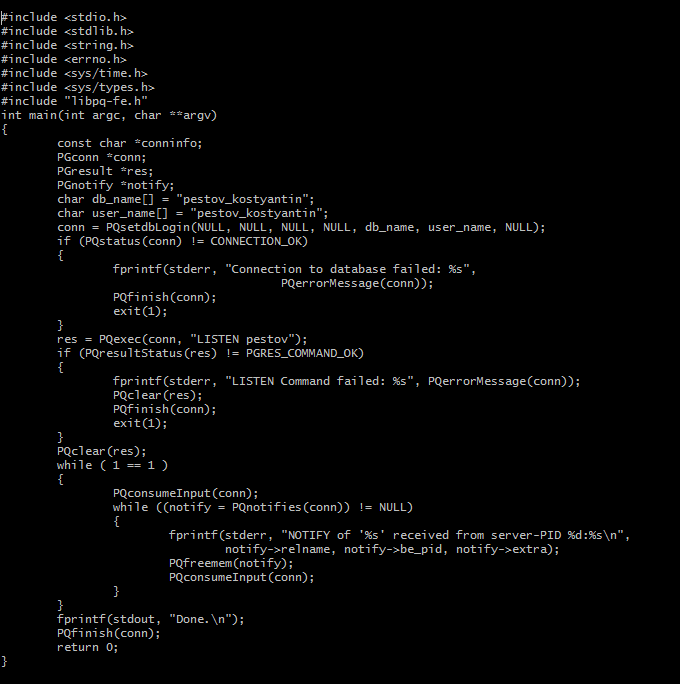 #include <stdio.h>
#include <stdlib.h>
#include <string.h>
#include <errno.h>
#include <sys/time.h>
#include <sys/types.h>
#include "libpq-fe.h"
int main(int argc, char **argv)
{
        const char *conninfo;
        PGconn *conn;
        PGresult *res;
        PGnotify *notify;
        char db_name[] = "pestov_kostyantin";
        char user_name[] = "pestov_kostyantin";
        conn = PQsetdbLogin(NULL, NULL, NULL, NULL, db_name, user_name, NULL);
        if (PQstatus(conn) != CONNECTION_OK)
        {
                fprintf(stderr, "Connection to database failed: %s",
                                        PQerrorMessage(conn));
                PQfinish(conn);
                exit(1);
        }
        res = PQexec(conn, "LISTEN pestov");
        if (PQresultStatus(res) != PGRES_COMMAND_OK)
        {
                fprintf(stderr, "LISTEN Command failed: %s", PQerrorMessage(conn));
                PQclear(res);
                PQfinish(conn);
                exit(1);
        }
        PQclear(res);
        while ( 1 == 1 )
        {
                PQconsumeInput(conn);
                while ((notify = PQnotifies(conn)) != NULL)
                {
                        fprintf(stderr, "NOTIFY of '%s' received from server-PID %d:%s\n",
                                notify->relname, notify->be_pid, notify->extra);
                        PQfreemem(notify);
                        PQconsumeInput(conn);
                }
        }
        fprintf(stdout, "Done.\n");
        PQfinish(conn);
        return 0;
}